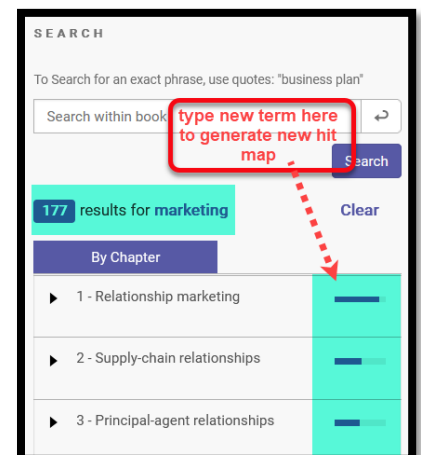 SEARCH
To Search for an exact phrase, use quotes: "business plan"
Search within book
type new term here
to generate new hit
map
Search
177 results for marketing
Clear
By Chapter
1 - Relationship marketing
2 - Supply-chain relationships
3 - Principal-agent relationships